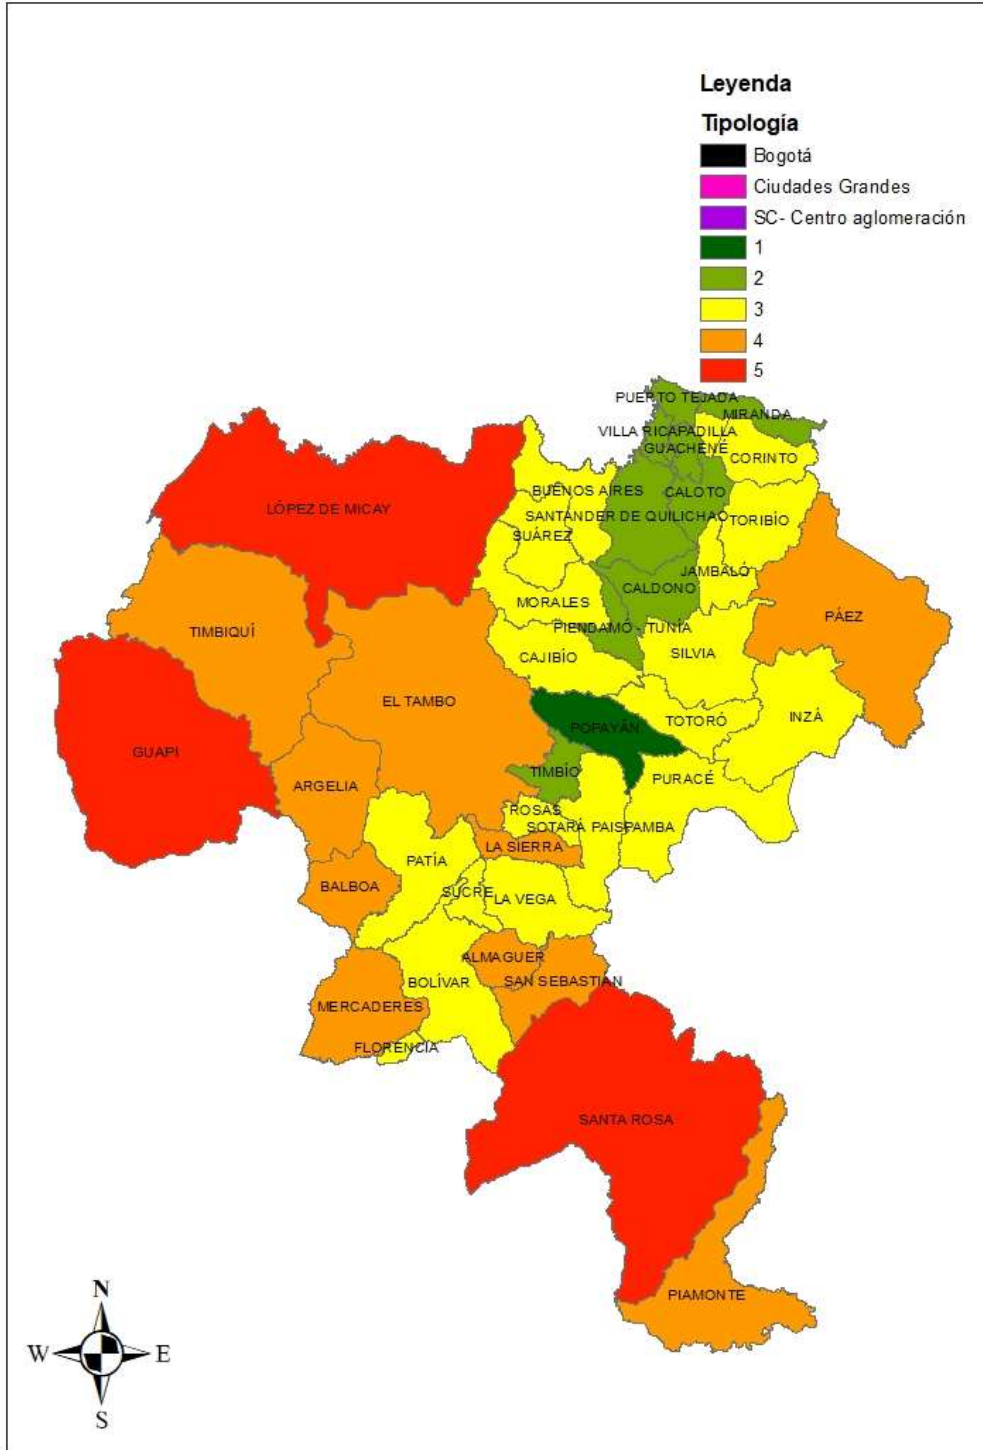 Leyenda
Tipología
Bogotá
Ciudades Grandes
SC- Centro aglomeración
1
2
3
4
5
PUERTO TEJADA
MIRANDA
VILLA RICA
PADILLA
GUACHENÉ
CORINTO
BUENOS AIRES
CALOTO
LÓPEZ DE MICAY
SANTANDER DE QUILICHAO
TORIBÍO
SUÁREZ
JAMBALÓ
CALDONO
MORALES
PÁEZ
TIMBIQUÍ
PIENDAMÓ - TUNÍA
SILVIA
CAJIBÍO
EL TAMBO
INZÁ
TOTORÓ
POPAYÁN
GUAPI
TIMBÍO
PURACÉ
ARGELIA
ROSAS
SOTARÁ PAISPAMBA
LA SIERRA
PATÍA
BALBOA
SUCRE
LA VEGA
ALMAGUER
BOLÍVAR
SAN SEBASTIAN
MERCADERES
FLORENCIA
SANTA ROSA
PIAMONTE
N
W
E
S